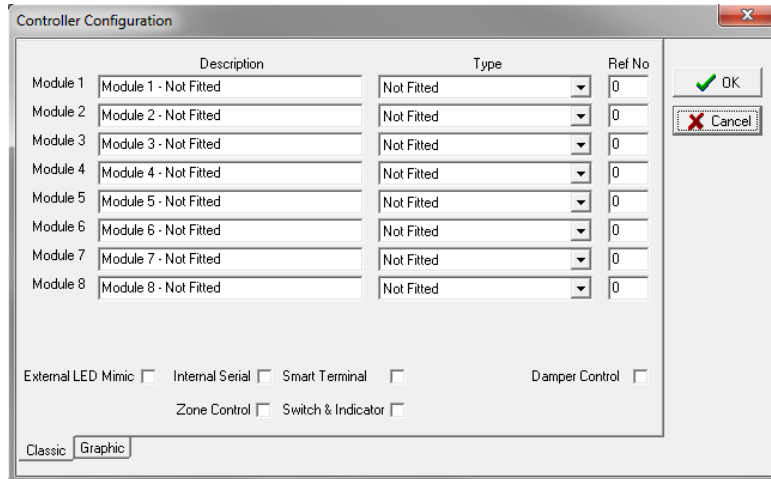 Controller Configuration
Description Type Ref No
Module 1 Module 1 - Not Fitted Not Fitted 0
Module 2 Module 2 - Not Fitted Not Fitted 0
Module 3 Module 3 - Not Fitted Not Fitted 0
Module 4 Module 4 - Not Fitted Not Fitted 0
Module 5 Module 5 - Not Fitted Not Fitted 0
Module 6 Module 6 - Not Fitted Not Fitted 0
Module 7 Module 7 - Not Fitted Not Fitted 0
Module 8 Module 8 - Not Fitted Not Fitted 0
OK
Cancel
External LED Mimic Internal Serial Smart Terminal Damper Control
Zone Control Switch & Indicator
Classic Graphic